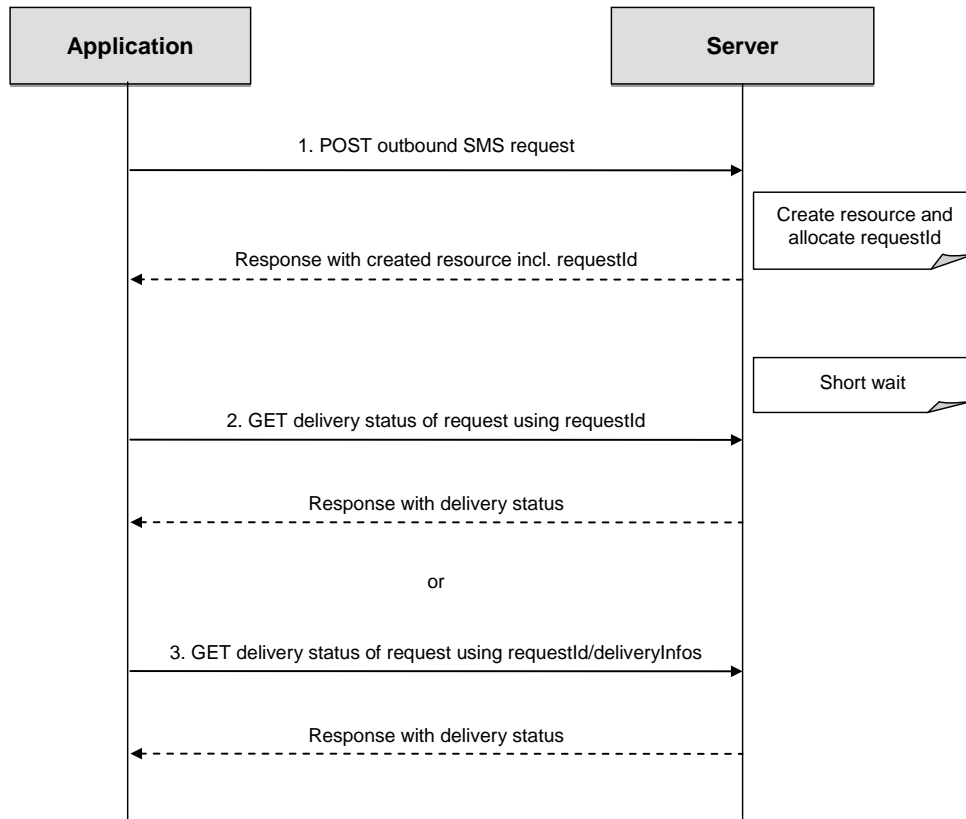 Application
Server
1. POST outbound SMS request
Create resource and
allocate requestId
Response with created resource incl. requestId
Short wait
2. GET delivery status of request using requestId
Response with delivery status
or
3. GET delivery status of request using requestId/deliveryInfos
Response with delivery status